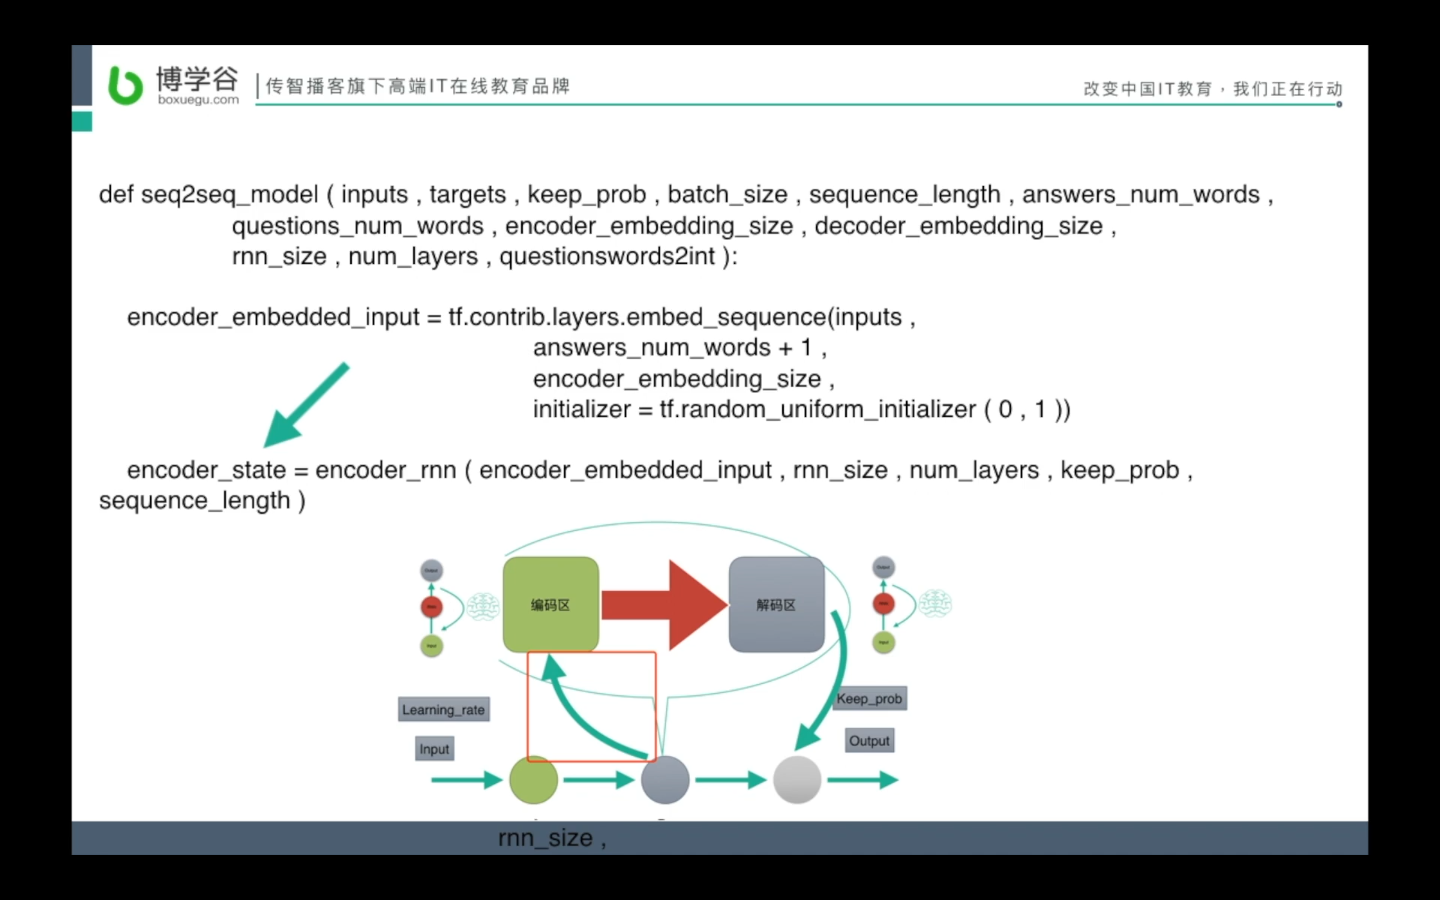 博学谷
boxuegu.com
传智播客旗下高端IT在线教育品牌
改变中国IT教育，我们正在行动
def seq2seq_model ( inputs , targets , keep_prob , batch_size , sequence_length , answers_num_words ,
questions_num_words , encoder_embedding_size , decoder_embedding_size ,
rnn_size , num_layers , questionswords2int ):
encoder_embedded_input = tf.contrib.layers.embed_sequence(inputs ,
answers_num_words + 1 ,
encoder_embedding_size ,
initializer = tf.random_uniform_initializer ( 0 , 1 ))
encoder_state = encoder_rnn ( encoder_embedded_input , rnn_size , num_layers , keep_prob ,
sequence_length )
编码区
解码区
Learning_rate
Keep_prob
Input
Output
rnn_size ,